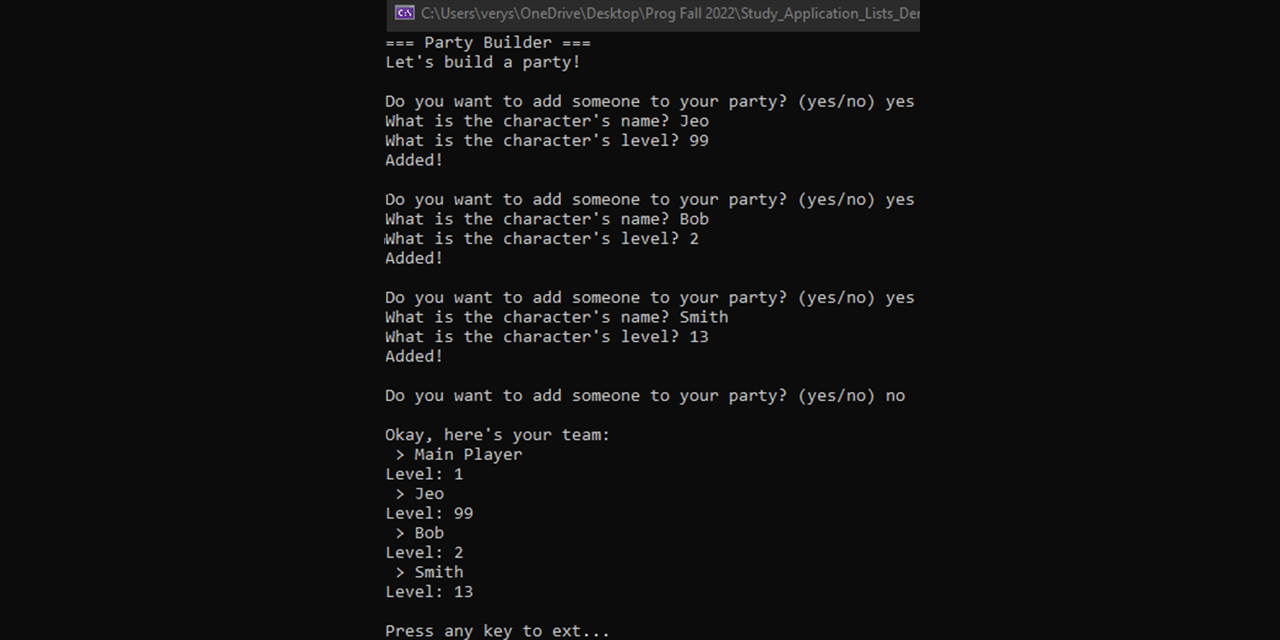 C:\Users\verys\OneDrive\Desktop\Prog Fall 2022\Study_Application_Lists_De
=== Party Builder ===
Let's build a party!
Do you want to add someone to your party? (yes/no) yes
What is the character's name? Jeo
What is the character's level? 99
Added!
Do you want to add someone to your party? (yes/no) yes
What is the character's name? Bob
What is the character's level? 2
Added!
Do you want to add someone to your party? (yes/no) yes
What is the character's name? Smith
What is the character's level? 13
Added!
Do you want to add someone to your party? (yes/no) no
Okay, here's your team:
> Main Player
Level: 1
> Jeo
Level: 99
> Bob
Level: 2
> Smith
Level: 13
Press any key to ext...